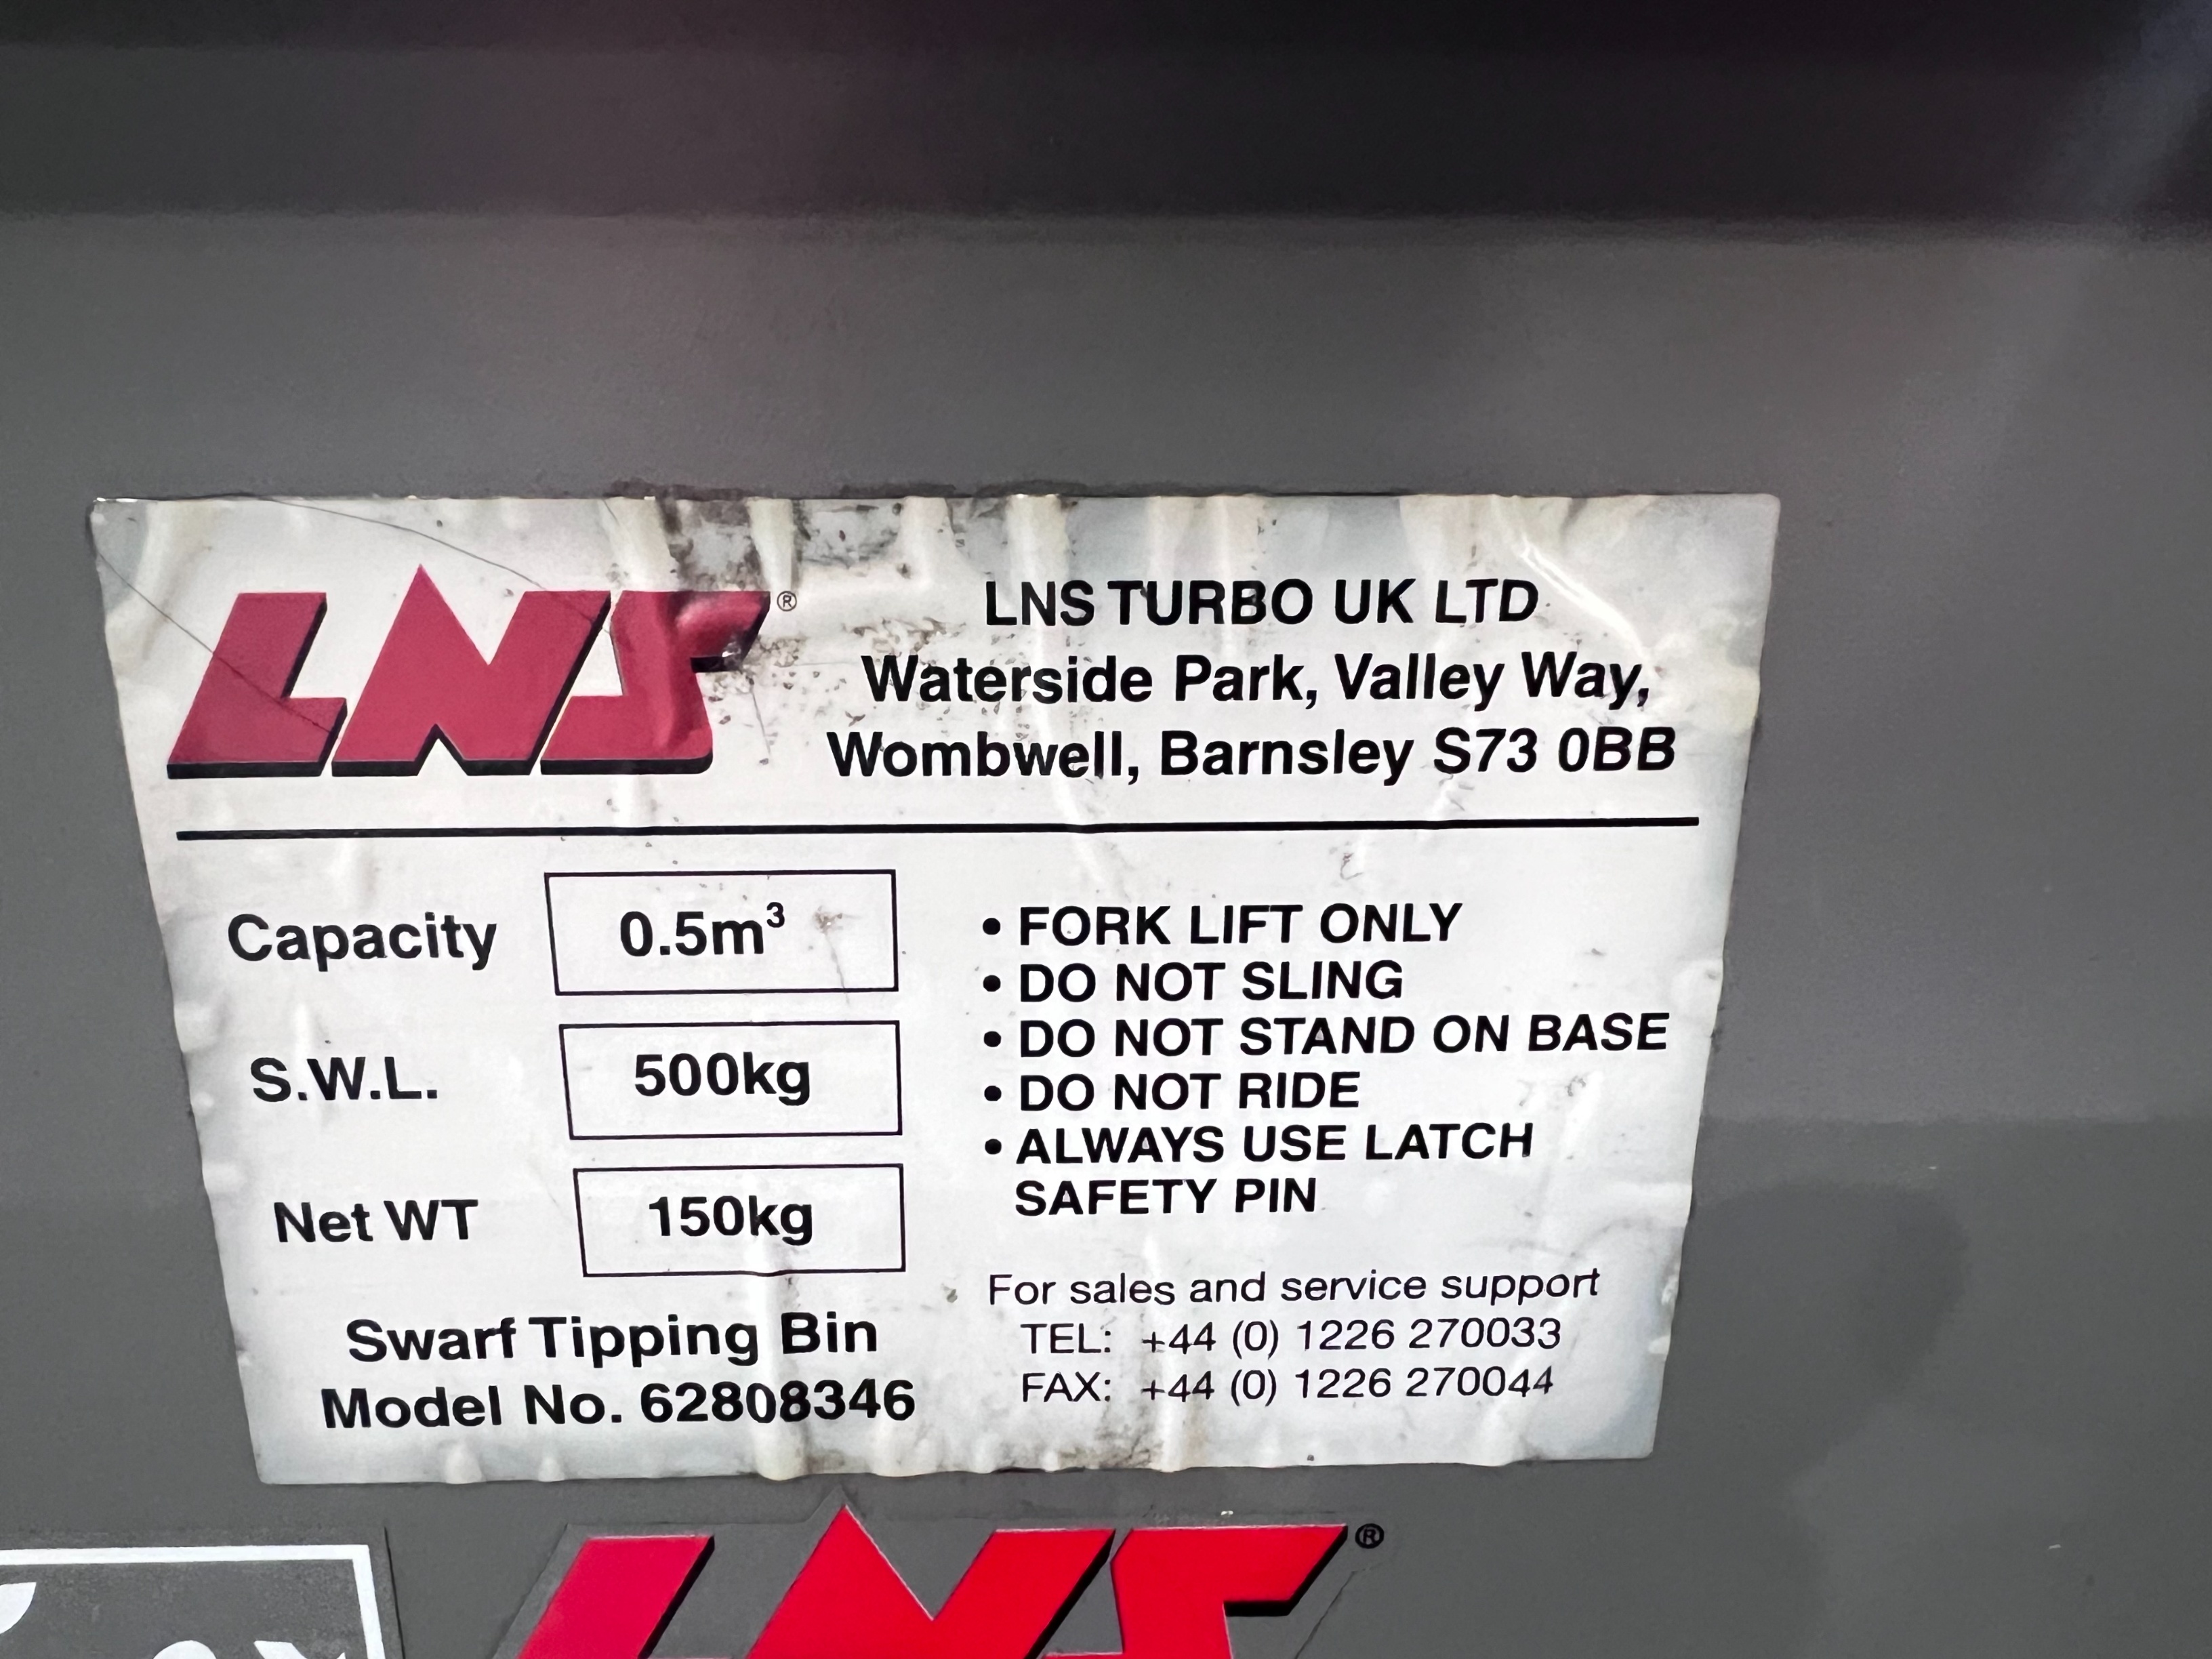 LNS®
LNS TURBO UK LTD
Waterside Park, Valley Way,
Wombwell, Barnsley S73 0BB
Capacity 0.5m³
S.W.L. 500kg
Net WT 150kg
Swarf Tipping Bin
Model No. 62808346
• FORK LIFT ONLY
• DO NOT SLING
• DO NOT STAND ON BASE
• DO NOT RIDE
• ALWAYS USE LATCH
SAFETY PIN
For sales and service support
TEL: +44 (0) 1226 270033
FAX: +44 (0) 1226 270044
LNS®